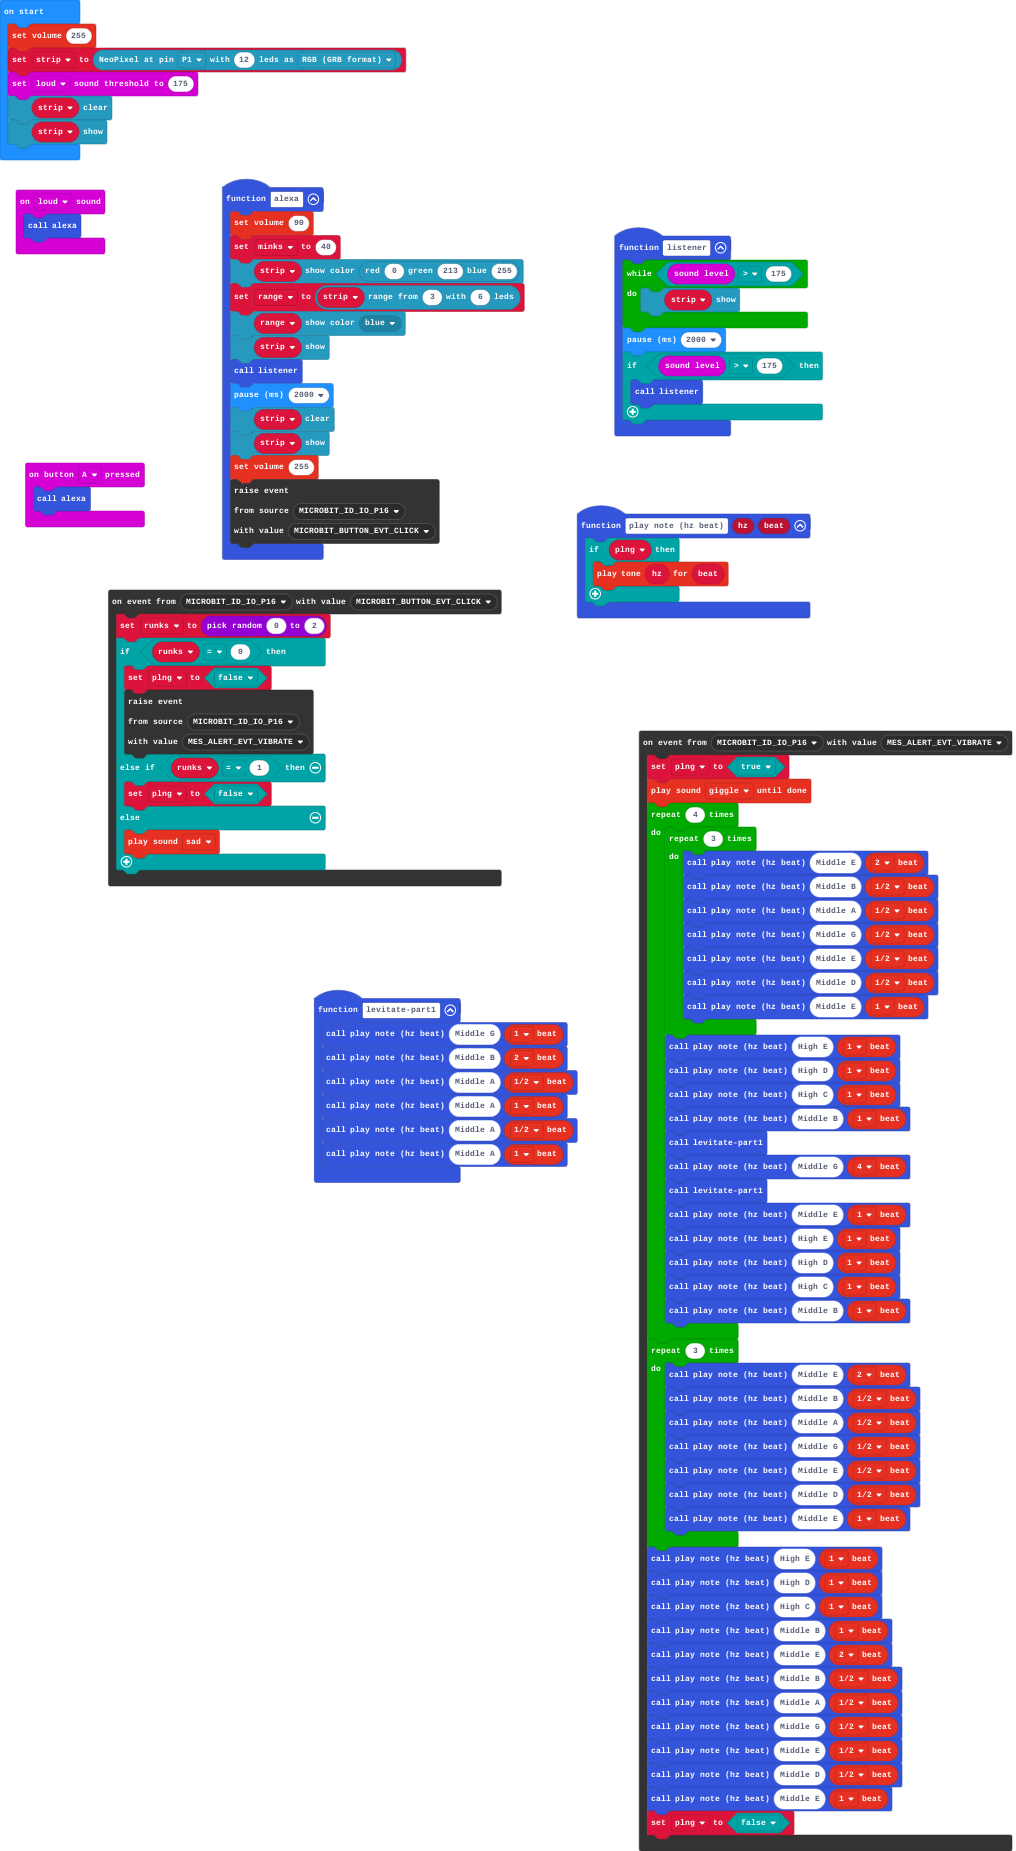 on start
set volume 255
set strip to NeoPixel at pin P1 with 12 leds as RGB (GRB format)
set loud sound threshold to 175
strip clear
strip show
on loud sound
call alexa
function alexa
set volume 90
set minks to 40
strip show color red 0 green 213 blue 255
set range to strip range from 3 with 6 leds
range show color blue
strip show
call listener
pause (ms) 2000
strip clear
strip show
set volume 255
raise event
from source MICROBIT_ID_IO_P16
with value MICROBIT_BUTTON_EVT_CLICK
function listener
while sound level > 175
do
strip show
pause (ms) 2000
if sound level > 175 then
call listener
on button A pressed
call alexa
function play note (hz beat) hz beat
if plng then
play tone hz for beat
on event from MICROBIT_ID_IO_P16 with value MICROBIT_BUTTON_EVT_CLICK
set runks to pick random 0 to 2
if runks = 0 then
set plng to false
raise event
from source MICROBIT_ID_IO_P16
with value MES_ALERT_EVT_VIBRATE
else if runks = 1 then
set plng to false
else
play sound sad
function levitate-part1
call play note (hz beat) Middle G 1 beat
call play note (hz beat) Middle B 2 beat
call play note (hz beat) Middle A 1/2 beat
call play note (hz beat) Middle A 1 beat
call play note (hz beat) Middle A 1/2 beat
call play note (hz beat) Middle A 1 beat
on event from MICROBIT_ID_IO_P16 with value MES_ALERT_EVT_VIBRATE
set plng to true
play sound giggle until done
repeat 4 times
do
repeat 3 times
do
call play note (hz beat) Middle E 2 beat
call play note (hz beat) Middle B 1/2 beat
call play note (hz beat) Middle A 1/2 beat
call play note (hz beat) Middle G 1/2 beat
call play note (hz beat) Middle E 1/2 beat
call play note (hz beat) Middle D 1/2 beat
call play note (hz beat) Middle E 1 beat
call play note (hz beat) High E 1 beat
call play note (hz beat) High D 1 beat
call play note (hz beat) High C 1 beat
call play note (hz beat) Middle B 1 beat
call levitate-part1
call play note (hz beat) Middle G 4 beat
call levitate-part1
call play note (hz beat) Middle E 1 beat
call play note (hz beat) High E 1 beat
call play note (hz beat) High D 1 beat
call play note (hz beat) High C 1 beat
call play note (hz beat) Middle B 1 beat
repeat 3 times
do
call play note (hz beat) Middle E 2 beat
call play note (hz beat) Middle B 1/2 beat
call play note (hz beat) Middle A 1/2 beat
call play note (hz beat) Middle G 1/2 beat
call play note (hz beat) Middle E 1/2 beat
call play note (hz beat) Middle D 1/2 beat
call play note (hz beat) Middle E 1 beat
call play note (hz beat) High E 1 beat
call play note (hz beat) High D 1 beat
call play note (hz beat) High C 1 beat
call play note (hz beat) Middle B 1 beat
call play note (hz beat) Middle E 2 beat
call play note (hz beat) Middle B 1/2 beat
call play note (hz beat) Middle A 1/2 beat
call play note (hz beat) Middle G 1/2 beat
call play note (hz beat) Middle E 1/2 beat
call play note (hz beat) Middle D 1/2 beat
call play note (hz beat) Middle E 1 beat
set plng to false